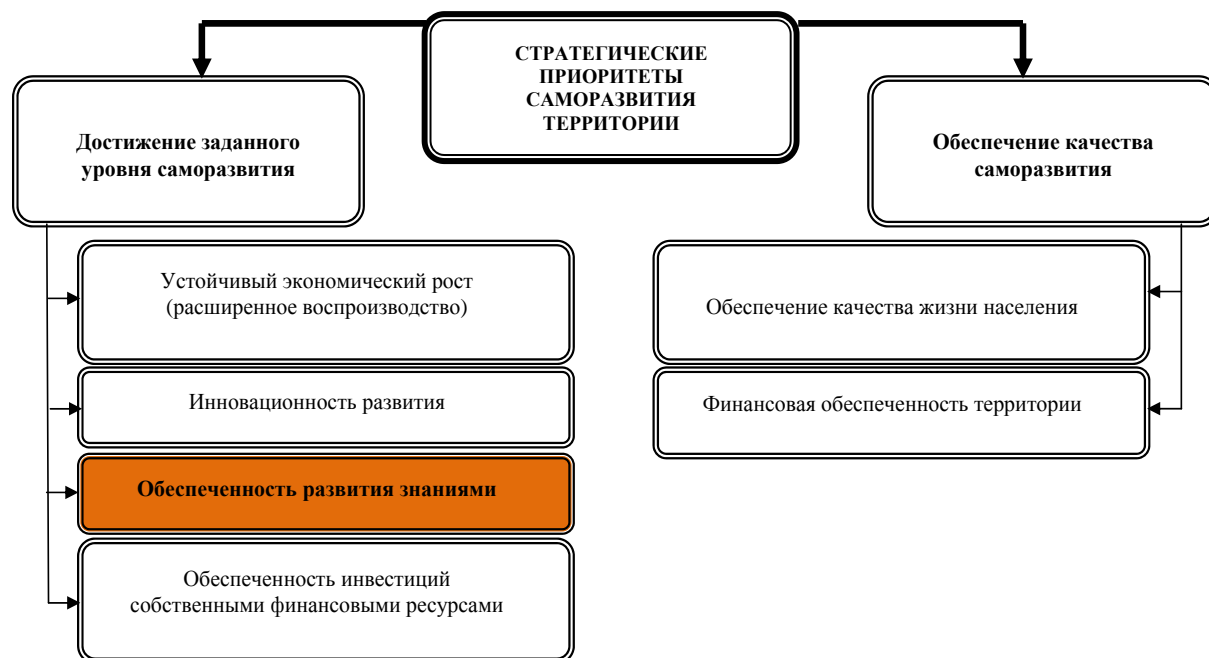 СТРАТЕГИЧЕСКИЕ
ПРИОРИТЕТЫ
САМОРАЗВИТИЯ
ТЕРРИТОРИИ
Достижение заданного
уровня саморазвития
Устойчивый экономический рост
(расширенное воспроизводство)
Инновационность развития
Обеспеченность развития знаниями
Обеспеченность инвестиций
собственными финансовыми ресурсами
Обеспечение качества
саморазвития
Обеспечение качества жизни населения
Финансовая обеспеченность территории